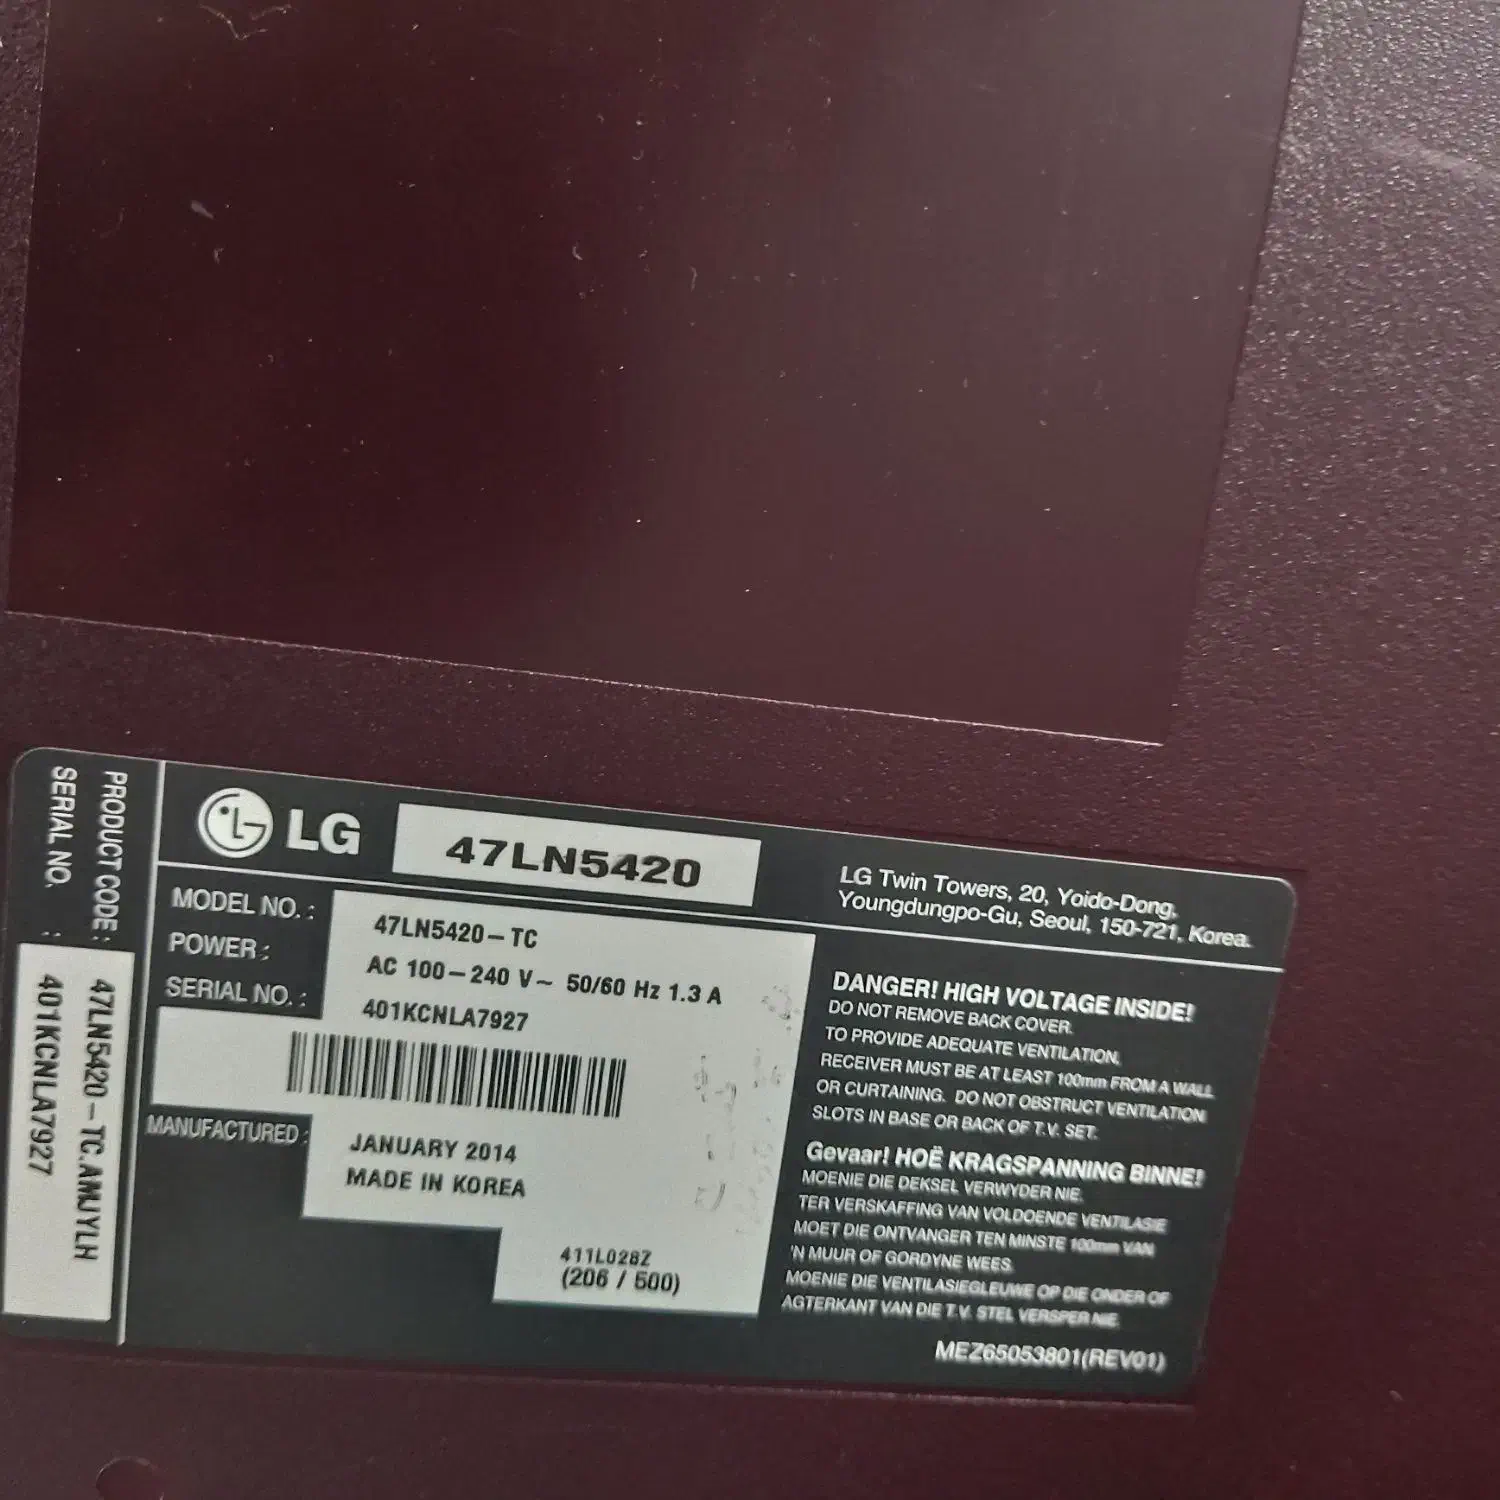 PRODUCT CODE : 47LN5420-TC.AMJYLH
SERIAL NO. : 401KCNLA7927
LG
47LN5420
LG Twin Towers, 20, Yoido-Dong,
Youngdungpo-Gu, Seoul, 150-721, Korea.
MODEL NO. : 47LN5420-TC
POWER : AC 100-240 V~ 50/60 Hz 1.3 A
SERIAL NO. : 401KCNLA7927
MANUFACTURED : JANUARY 2014
MADE IN KOREA
411L028Z
(206 / 500)
DANGER! HIGH VOLTAGE INSIDE!
DO NOT REMOVE BACK COVER.
TO PROVIDE ADEQUATE VENTILATION,
RECEIVER MUST BE AT LEAST 100mm FROM A WALL
OR CURTAINING. DO NOT OBSTRUCT VENTILATION
SLOTS IN BASE OR BACK OF T.V. SET.
Gevaar! HOË KRAGSPANNING BINNE!
MOENIE DIE DEKSEL VERWYDER NIE.
TER VERSKAFFING VAN VOLDOENDE VENTILASIE
MOET DIE ONTVANGER TEN MINSTE 100mm VAN
'N MUUR OF GORDYNE WEES.
MOENIE DIE VENTILASIEGLEUWE OP DIE ONDER OF
AGTERKANT VAN DIE T.V. STEL VERSPER NIE.
MEZ65053801(REV01)